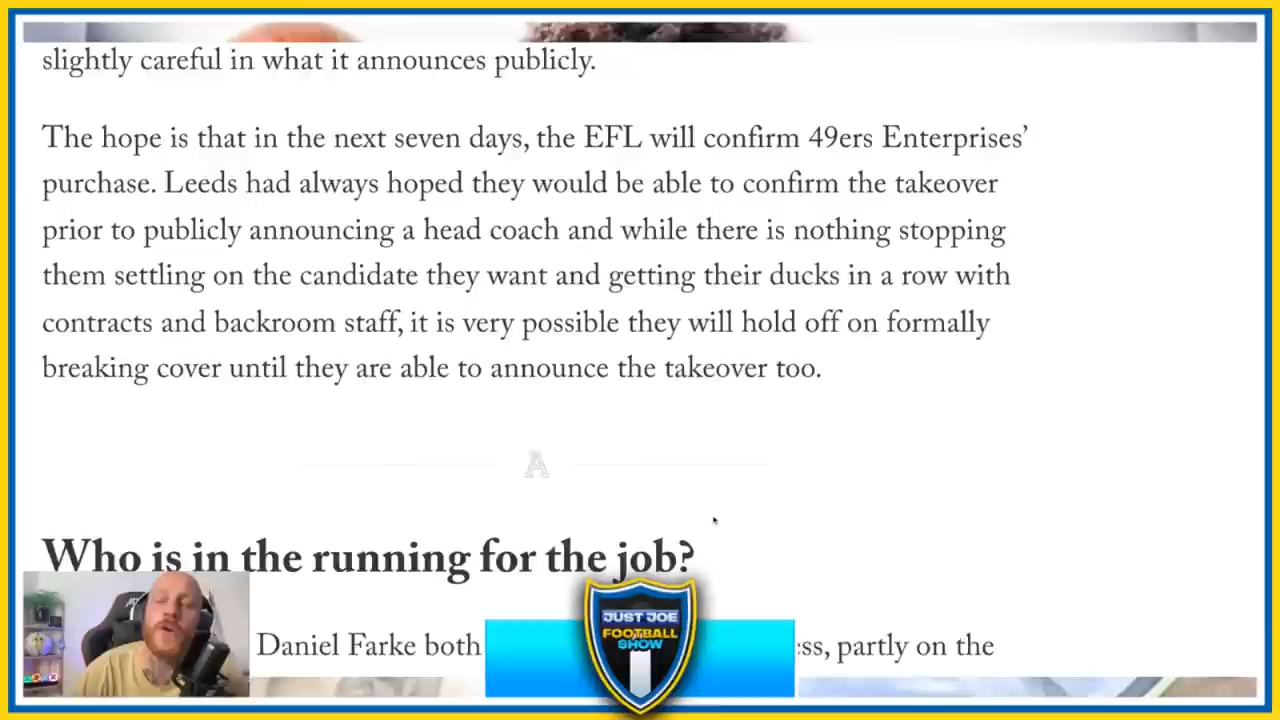 slightly careful in what it announces publicly.
The hope is that in the next seven days, the EFL will confirm 49ers Enterprises’
purchase. Leeds had always hoped they would be able to confirm the takeover
prior to publicly announcing a head coach and while there is nothing stopping
them settling on the candidate they want and getting their ducks in a row with
contracts and backroom staff, it is very possible they will hold off on formally
breaking cover until they are able to announce the takeover too.
A
Who is in the running for the job?
Daniel Farke both
partly on the
JUST JOE
FOOTBALL
SHOW